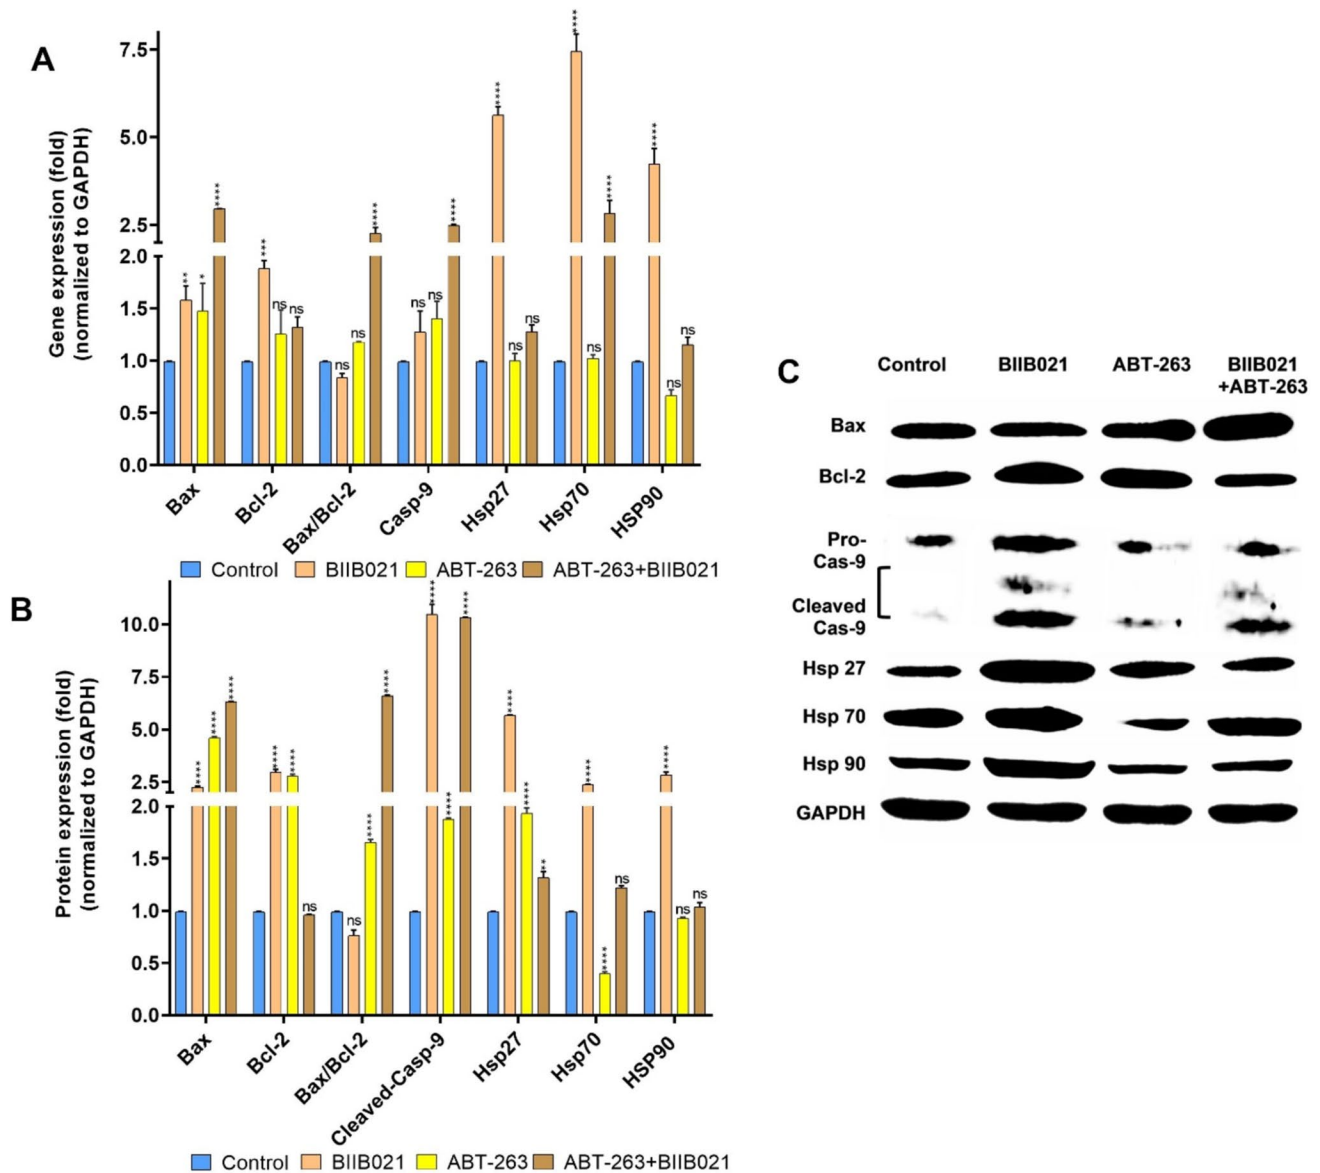 A
Gene expression (fold)
(normalized to GAPDH)
7.5
5.0
2.5
2.0
1.5
1.0
0.5
0.0
**
*
****
***
ns
ns
ns
ns
****
ns
ns
****
****
ns
ns
****
ns
****
****
ns
ns
Bax
Bcl-2
Bax/Bcl-2
Casp-9
Hsp27
Hsp70
HSP90
Control BIIB021 ABT-263 ABT-263+BIIB021
B
Protein expression (fold)
(normalized to GAPDH)
10.0
7.5
5.0
2.5
2.0
1.5
1.0
0.5
0.0
****
****
****
****
****
ns
ns
****
****
****
****
****
****
****
**
****
****
ns
****
ns
ns
Bax
Bcl-2
Bax/Bcl-2
Cleaved-Casp-9
Hsp27
Hsp70
HSP90
Control BIIB021 ABT-263 ABT-263+BIIB021
C
Control BIIB021 ABT-263 BIIB021
+ABT-263
Bax
Bcl-2
Pro-
Cas-9
Cleaved
Cas-9
Hsp 27
Hsp 70
Hsp 90
GAPDH